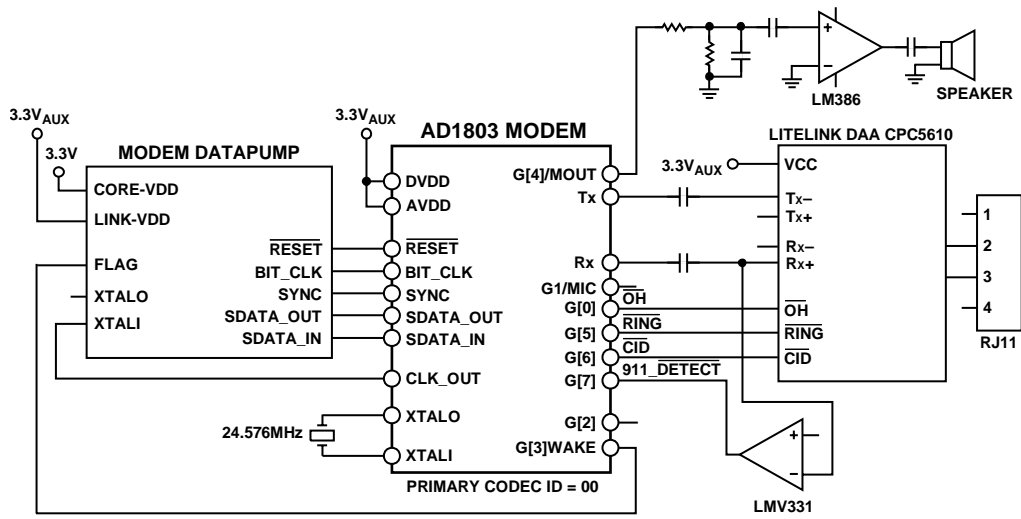 LM386
SPEAKER
3.3VAUX
3.3V
MODEM DATAPUMP
CORE-VDD
LINK-VDD
RESET
FLAG
BIT_CLK
XTALO
SYNC
XTALI
SDATA_OUT
SDATA_IN
3.3VAUX
AD1803 MODEM
DVDD
AVDD
RESET
BIT_CLK
SYNC
SDATA_OUT
SDATA_IN
CLK_OUT
XTALO
XTALI
24.576MHz
G[4]/MOUT
Tx
Rx
G1/MIC
G[0]
G[5]
G[6]
G[7]
G[2]
G[3]WAKE
PRIMARY CODEC ID = 00
OH
RING
CID
911_DETECT
LITELINK DAA CPC5610
3.3VAUX
VCC
Tx–
Tx+
Rx–
Rx+
OH
RING
CID
1
2
3
4
RJ11
+
–
+
–
LMV331